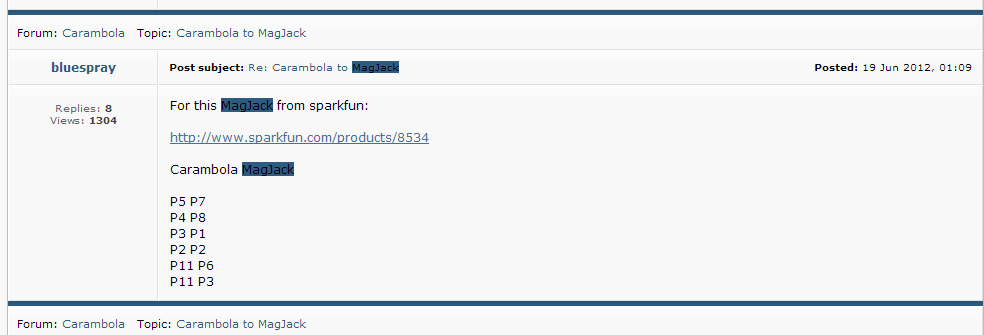 Forum: Carambola Topic: Carambola to MagJack
bluespray Post subject: Re: Carambola to MagJack Posted: 19 Jun 2012, 01:09
Replies: 8
Views: 1304
For this MagJack from sparkfun:
http://www.sparkfun.com/products/8534
Carambola MagJack
P5 P7
P4 P8
P3 P1
P2 P2
P11 P6
P11 P3
Forum: Carambola Topic: Carambola to MagJack